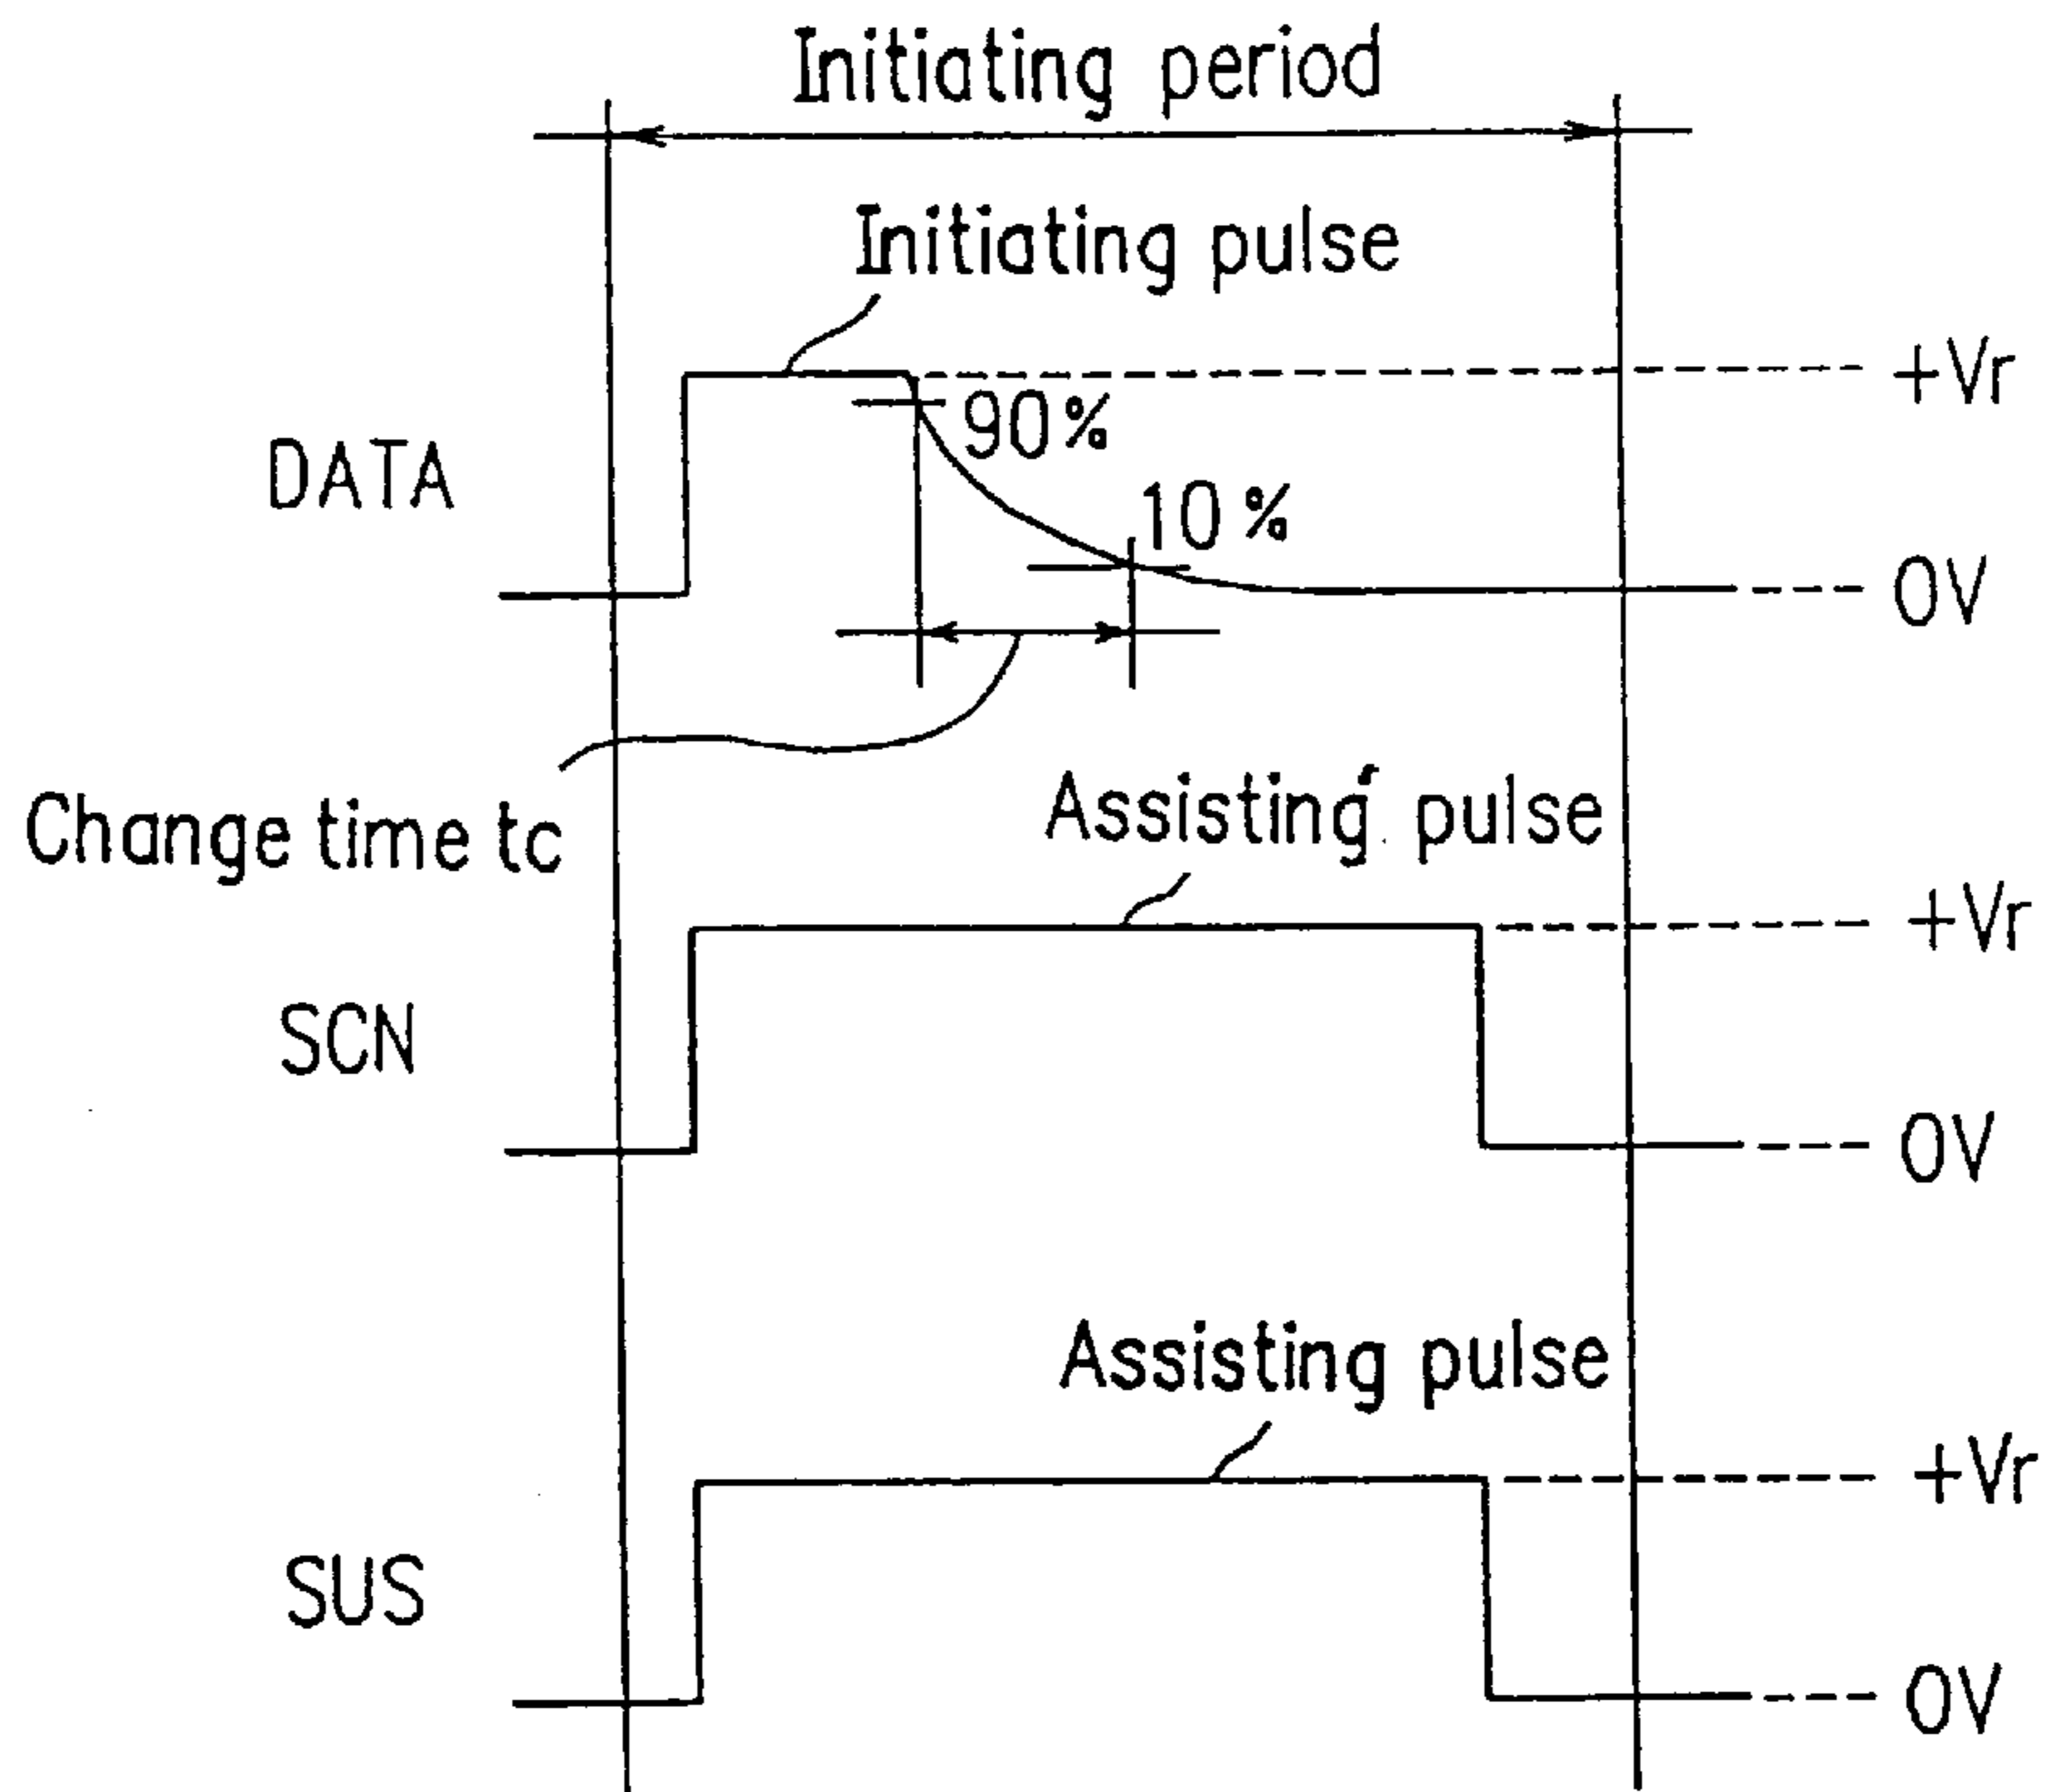 Initiating period
Initiating pulse
+Vr
90%
DATA
10%
0V
Change time tc
Assisting pulse
+Vr
SCN
0V
Assisting pulse
+Vr
SUS
0V